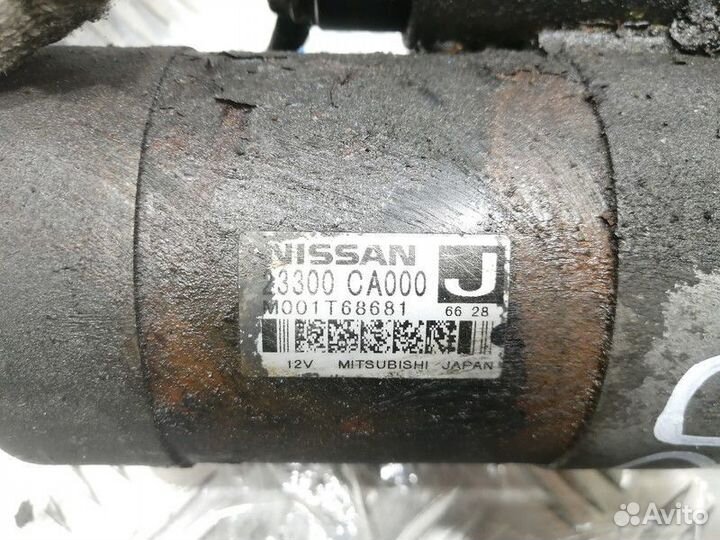 NISSAN
23300 CA000 J
M001T68681 66 28
12V MITSUBISHI JAPAN
Avito